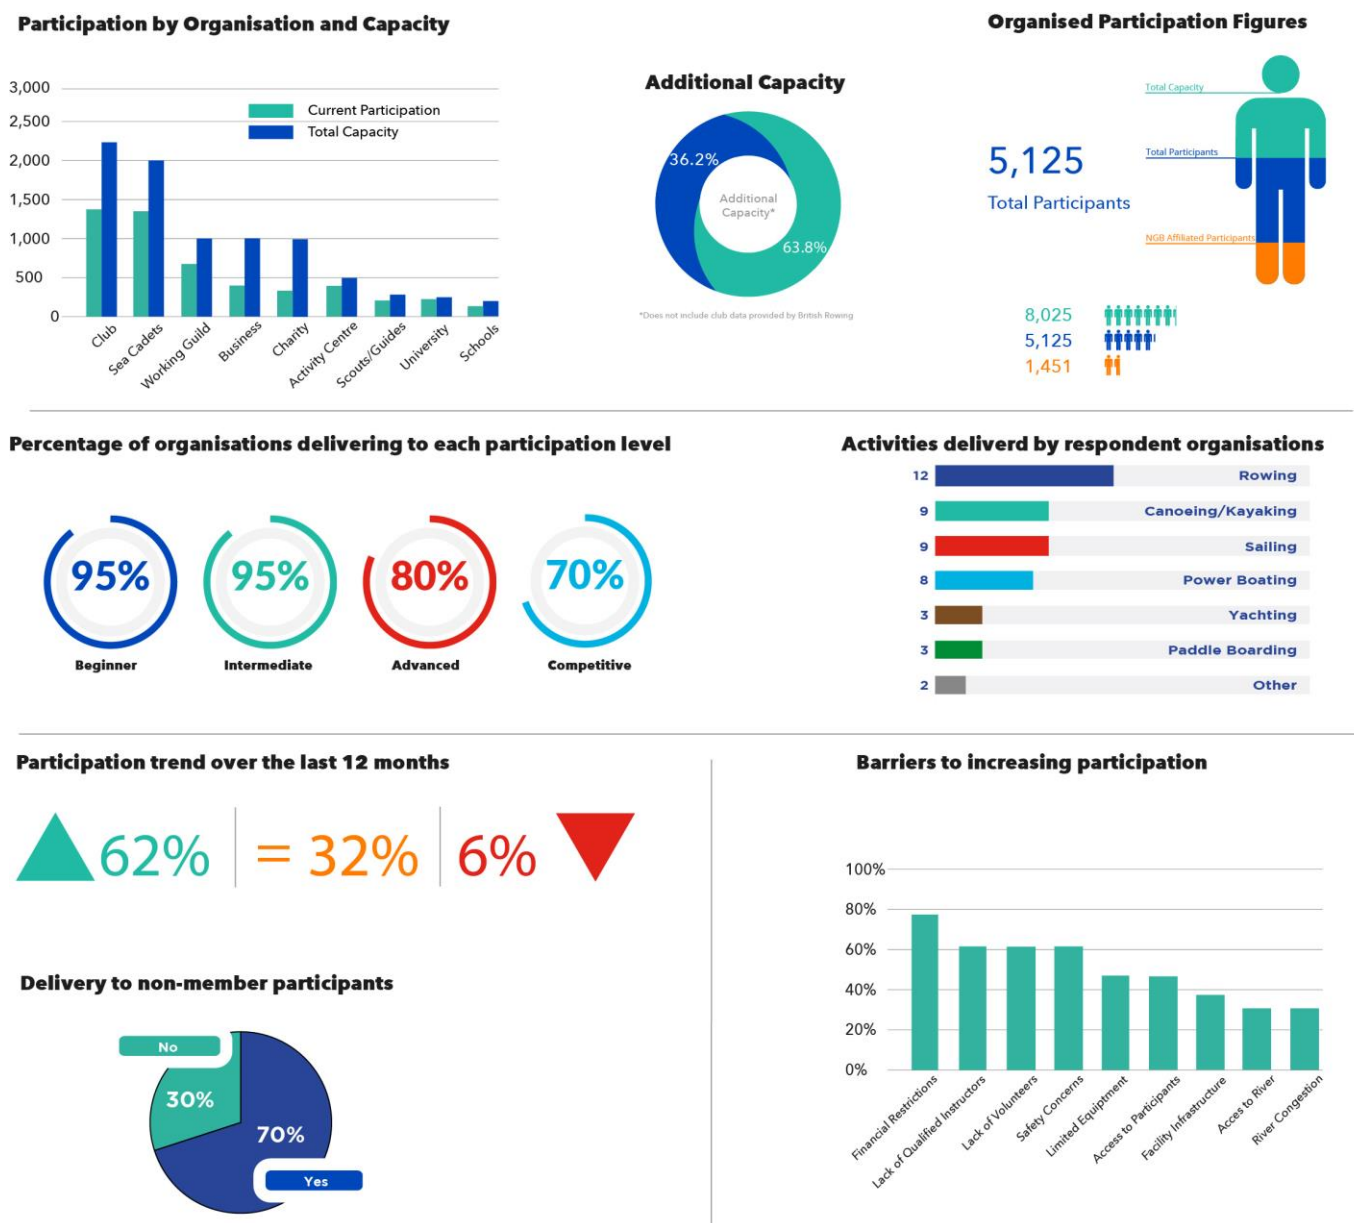 Participation by Organisation and Capacity
3,000
2,500
2,000
1,500
1,000
500
0
Current Participation
Total Capacity
Club
Sea Cadets
Working Guild
Business
Charity
Activity Centre
Scouts/Guides
University
Schools
Additional Capacity
36.2%
Additional
Capacity*
63.8%
*Does not include club data provided by British Rowing
Organised Participation Figures
Total Capacity
Total Participants
NGB Affiliated Participants
5,125
Total Participants
8,025
5,125
1,451
Percentage of organisations delivering to each participation level
95%
Beginner
95%
Intermediate
80%
Advanced
70%
Competitive
Activities deliverd by respondent organisations
12 Rowing
9 Canoeing/Kayaking
9 Sailing
8 Power Boating
3 Yachting
3 Paddle Boarding
2 Other
Participation trend over the last 12 months
62% = 32% 6%
Delivery to non-member participants
No
30%
70%
Yes
Barriers to increasing participation
100%
80%
60%
40%
20%
0%
Financial Restrictions
Lack of Qualified Instructors
Lack of Volunteers
Safety Concerns
Limited Equiptment
Access to Participants
Facility Infrastructure
Acces to River
River Congestion